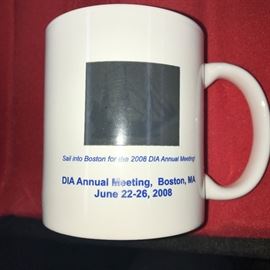 Sail into Boston for the 2008 DIA Annual Meeting!
DIA Annual Meeting, Boston, MA
June 22-26, 2008